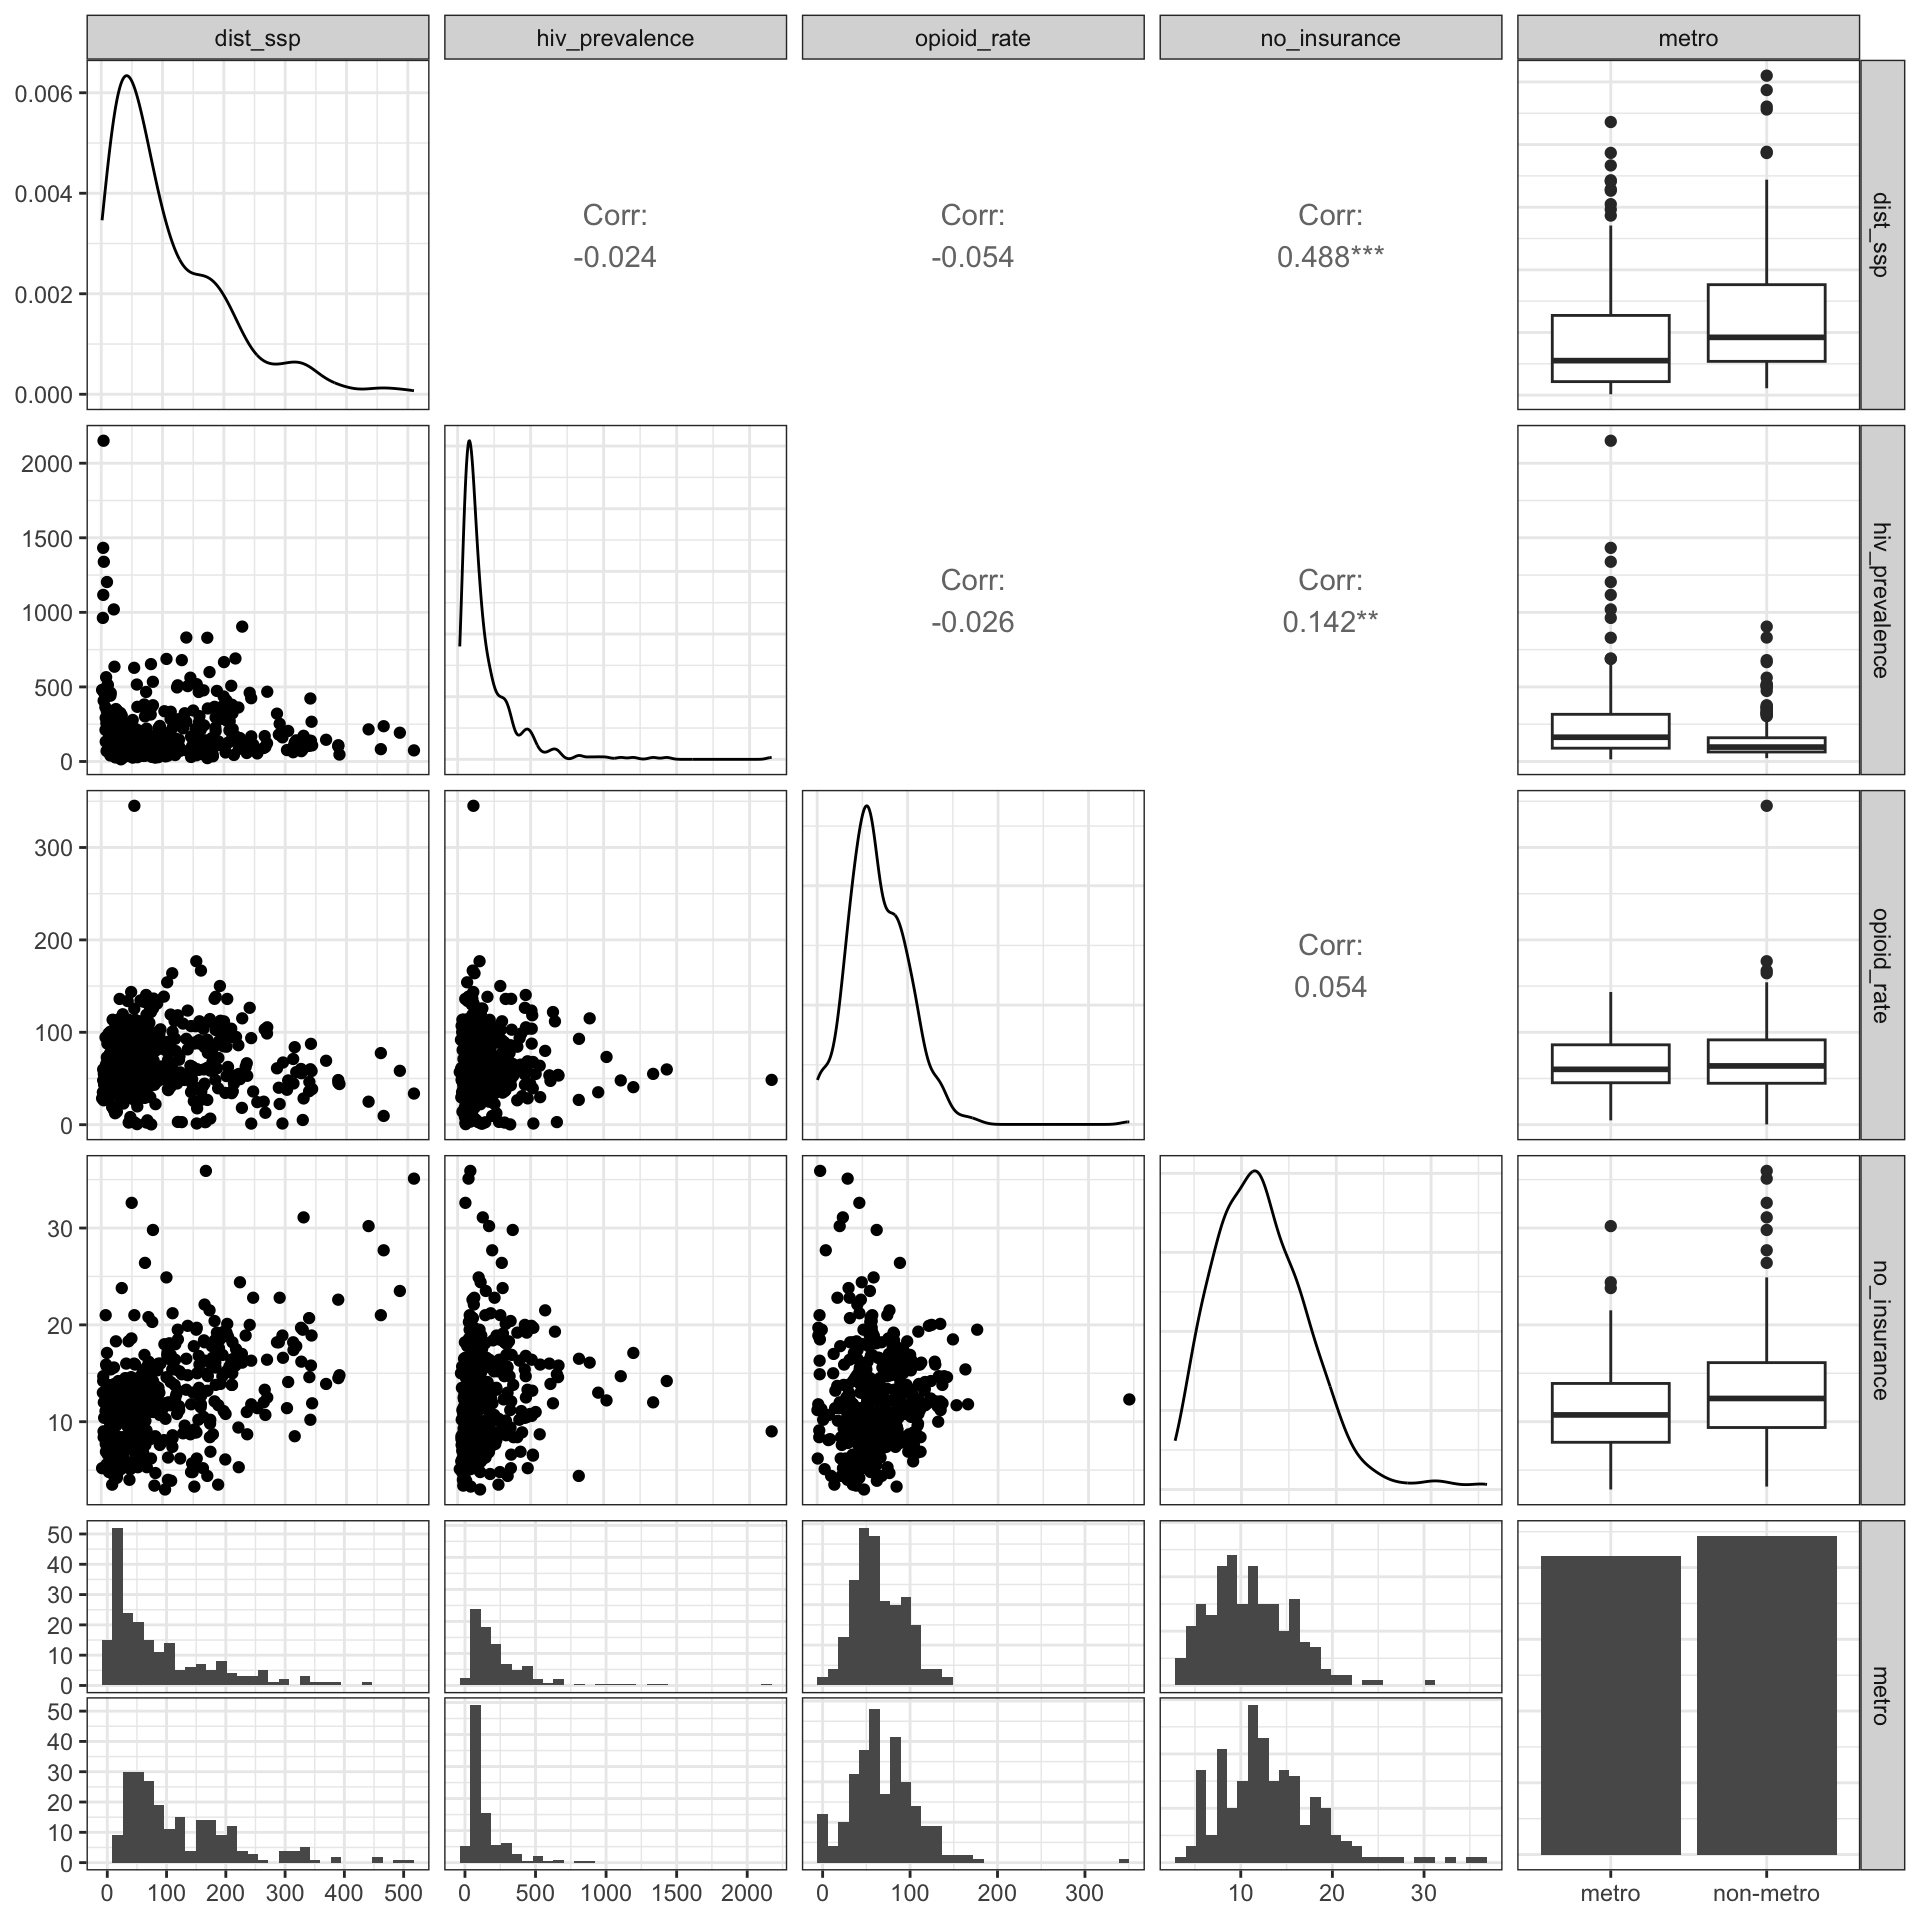 dist_ssp hiv_prevalence opioid_rate no_insurance metro
0.006
0.004
0.002
0.000
Corr:
-0.024
Corr:
-0.054
Corr:
0.488***
dist_ssp
2000
1500
1000
500
0
Corr:
-0.026
Corr:
0.142**
hiv_prevalence
300
200
100
0
Corr:
0.054
opioid_rate
30
20
10
no_insurance
50
40
30
20
10
0
50
40
30
20
10
0
metro
0 100 200 300 400 500
0 500 1000 1500 2000
0 100 200 300
10 20 30
metro non-metro